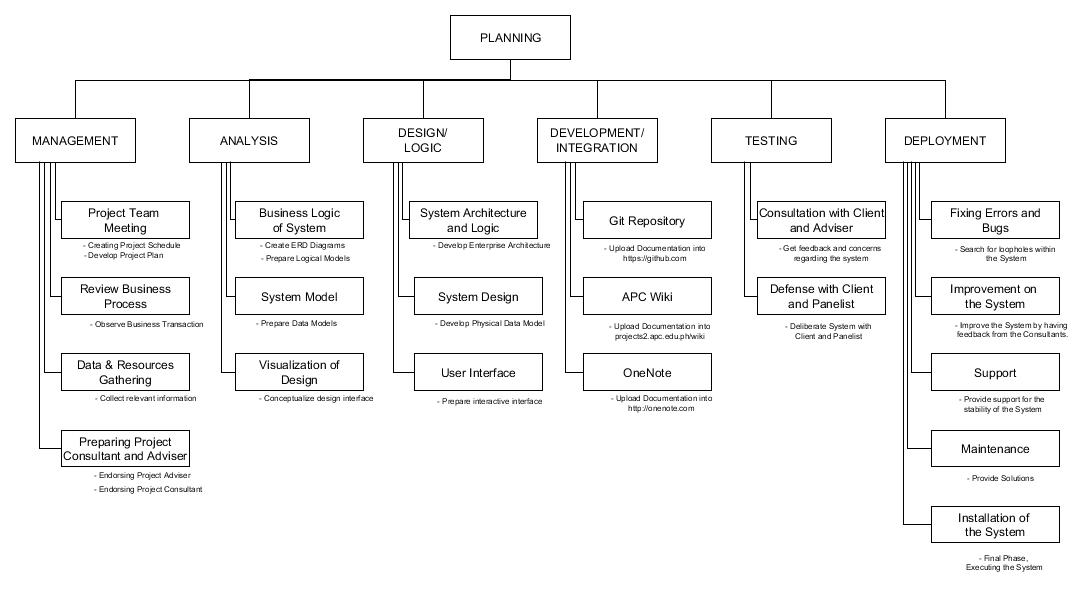 PLANNING
MANAGEMENT
Project Team
Meeting
- Creating Project Schedule
- Develop Project Plan
Review Business
Process
- Observe Business Transaction
Data & Resources
Gathering
- Collect relevant information
Preparing Project
Consultant and Adviser
- Endorsing Project Adviser
- Endorsing Project Consultant
ANALYSIS
Business Logic
of System
- Create ERD Diagrams
- Prepare Logical Models
System Model
- Prepare Data Models
Visualization of
Design
- Conceptualize design interface
DESIGN/
LOGIC
System Architecture
and Logic
- Develop Enterprise Architecture
System Design
- Develop Physical Data Model
User Interface
- Prepare interactive interface
DEVELOPMENT/
INTEGRATION
Git Repository
- Upload Documentation into
https://github.com
APC Wiki
- Upload Documentation into
projects2.apc.edu.ph/wiki
OneNote
- Upload Documentation into
http://onenote.com
TESTING
Consultation with Client
and Adviser
- Get feedback and concerns
regarding the system
Defense with Client
and Panelist
- Deliberate System with
Client and Panelist
DEPLOYMENT
Fixing Errors and
Bugs
- Search for loopholes within
the System
Improvement on
the System
- Improve the System by having
feedback from the Consultants.
Support
- Provide support for the
stability of the System
Maintenance
- Provide Solutions
Installation of
the System
- Final Phase,
Executing the System